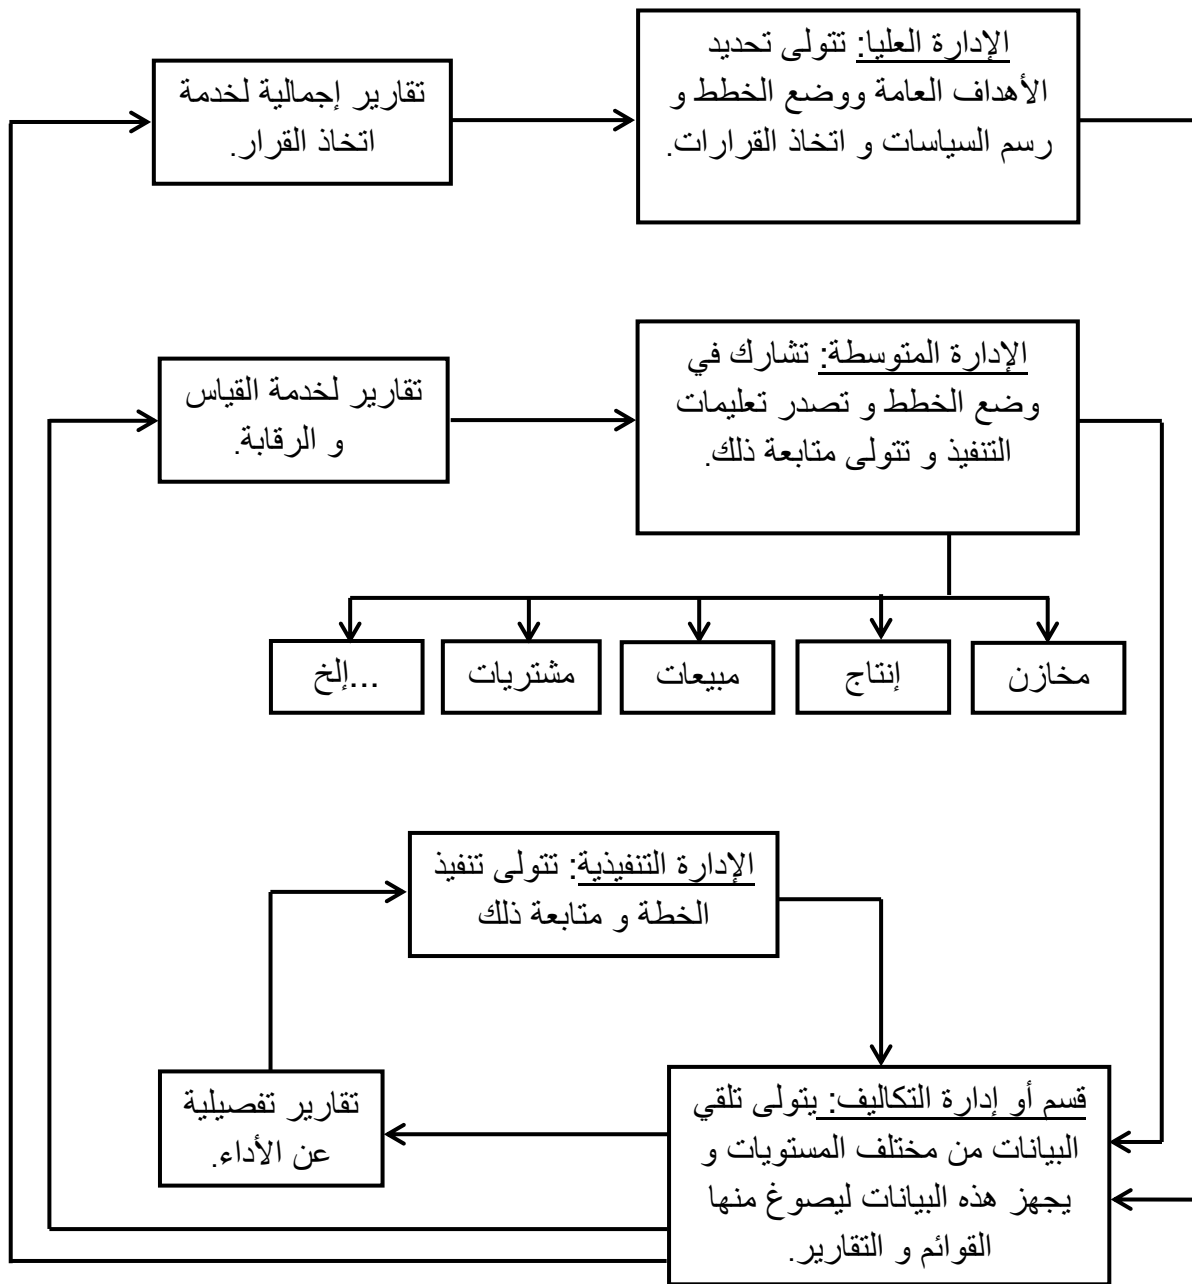 الإدارة العليا: تتولى تحديد
الأهداف العامة ووضع الخطط و
رسم السياسات و اتخاذ القرارات.
تقارير إجمالية لخدمة
اتخاذ القرار.
الإدارة المتوسطة: تشارك في
وضع الخطط و تصدر تعليمات
التنفيذ و تتولى متابعة ذلك.
تقارير لخدمة القياس
و الرقابة.
مخازن
إنتاج
مبيعات
مشتريات
...إلخ
الإدارة التنفيذية: تتولى تنفيذ
الخطة و متابعة ذلك
قسم أو إدارة التكاليف: يتولى تلقي
البيانات من مختلف المستويات و
يجهز هذه البيانات ليصوغ منها
القوائم و التقارير.
تقارير تفصيلية
عن الأداء.